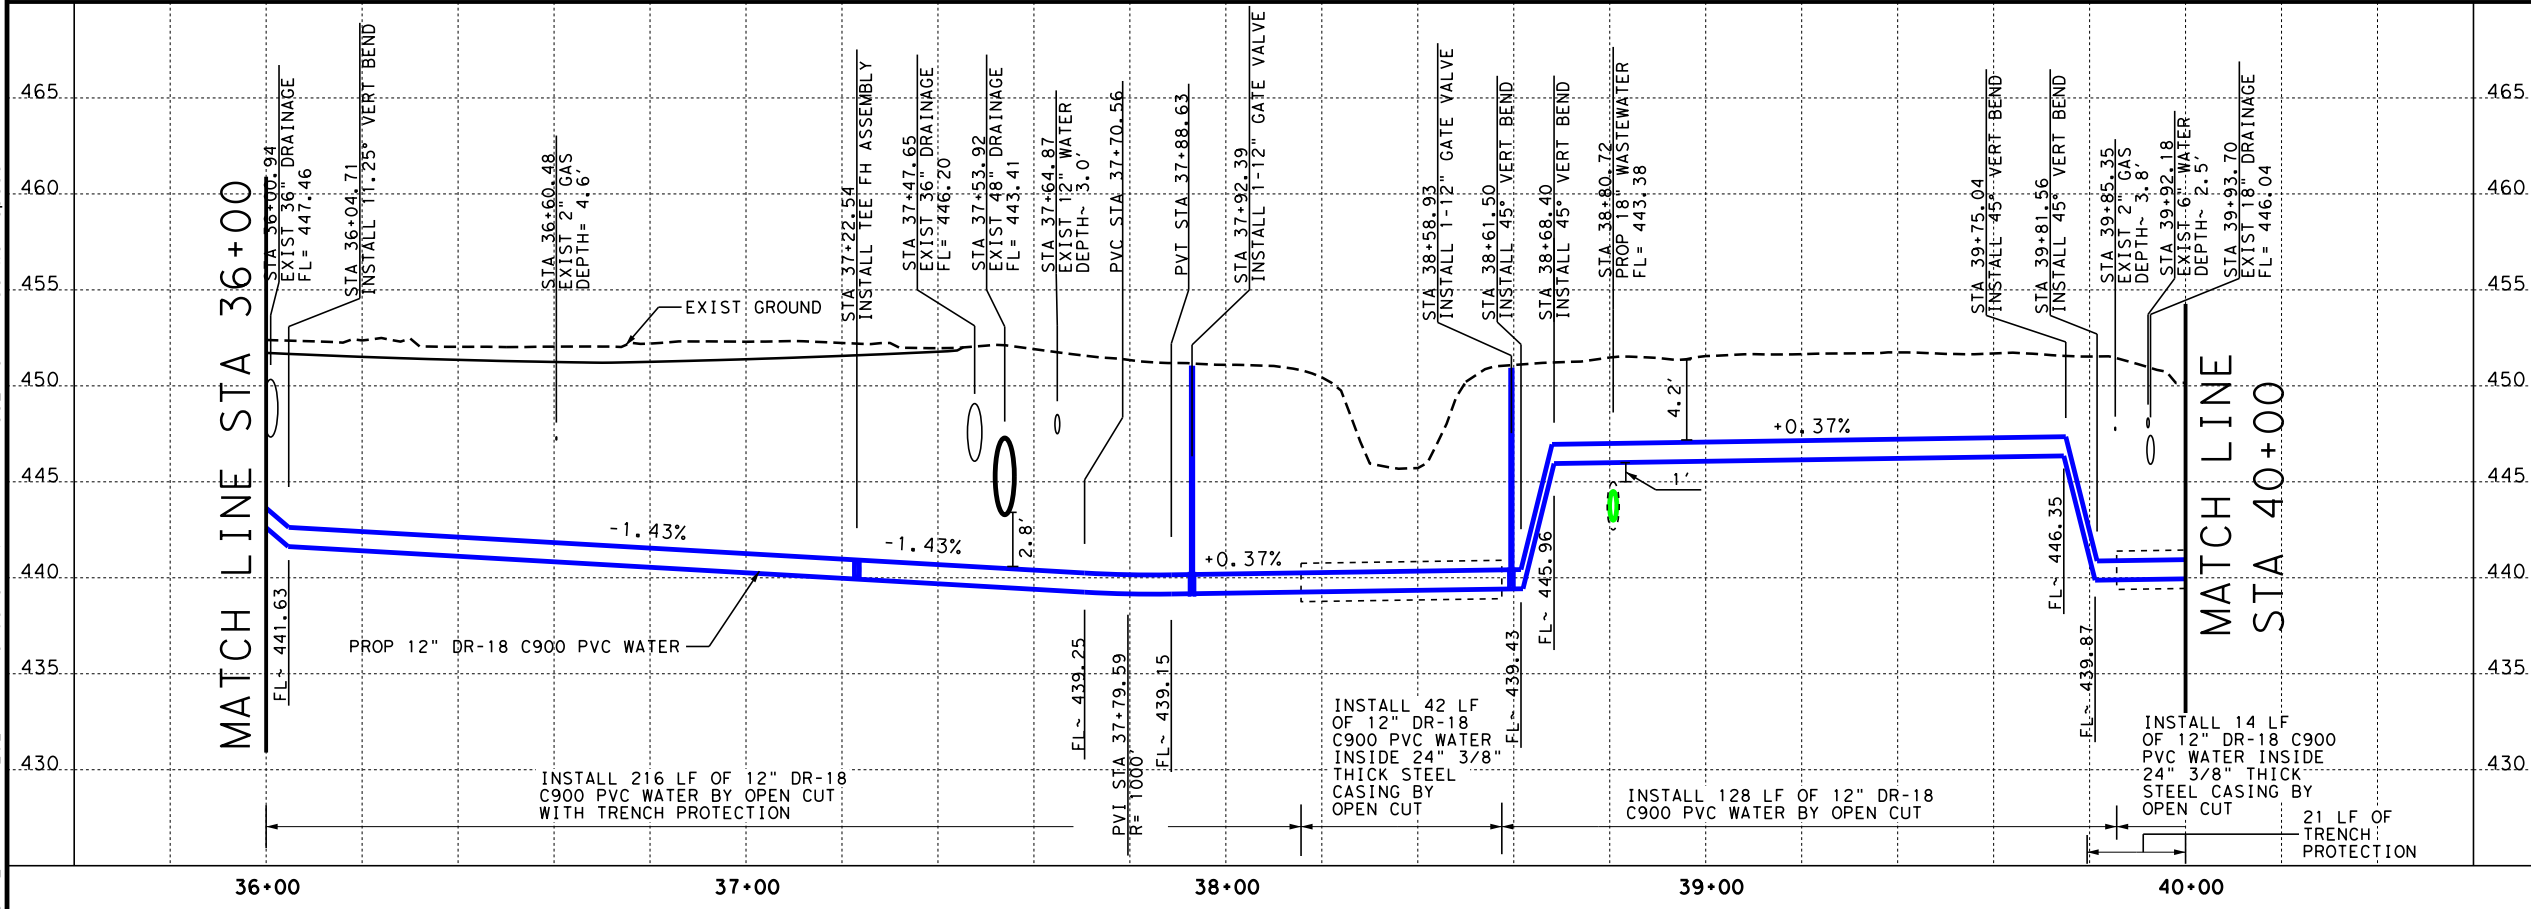 465
460
455
450
445
440
435
430
465
460
455
450
445
440
435
430
MATCH LINE STA 36+00
STA 36+00.94
EXIST 36" DRAINAGE
FL= 447.46
STA 36+04.71
INSTALL 11.25° VERT BEND
STA 36+60.48
EXIST 2" GAS
DEPTH= 4.6'
EXIST GROUND
STA 37+22.54
INSTALL TEE FH ASSEMBLY
STA 37+47.65
EXIST 36" DRAINAGE
FL= 446.20
STA 37+53.92
EXIST 48" DRAINAGE
FL= 443.41
STA 37+64.87
EXIST 12" WATER
DEPTH~ 3.0'
PVC STA 37+70.56
PVT STA 37+88.63
STA 37+92.39
INSTALL 1-12" GATE VALVE
STA 38+58.93
INSTALL 1-12" GATE VALVE
STA 38+61.50
INSTALL 45° VERT BEND
STA 38+68.40
INSTALL 45° VERT BEND
STA 38+80.72
PROP 18" WASTEWATER
FL= 443.38
STA 39+75.04
INSTALL 45° VERT BEND
STA 39+81.56
INSTALL 45° VERT BEND
STA 39+85.35
EXIST 2" GAS
DEPTH~ 3.8'
STA 39+92.18
EXIST 6" WATER
DEPTH~ 2.5'
STA 39+93.70
EXIST 18" DRAINAGE
FL= 446.04
MATCH LINE
STA 40+00
-1.43%
-1.43%
2.8'
+0.37%
4.2'
+0.37%
1'
FL~ 441.63
PROP 12" DR-18 C900 PVC WATER
FL~ 439.25
PVI STA 37+79.59
R= 1000'
FL~ 439.15
FL~ 439.43
FL~ 445.96
FL~ 446.35
FL~ 439.87
INSTALL 216 LF OF 12" DR-18
C900 PVC WATER BY OPEN CUT
WITH TRENCH PROTECTION
INSTALL 42 LF
OF 12" DR-18
C900 PVC WATER
INSIDE 24" 3/8"
THICK STEEL
CASING BY
OPEN CUT
INSTALL 128 LF OF 12" DR-18
C900 PVC WATER BY OPEN CUT
INSTALL 14 LF
OF 12" DR-18 C900
PVC WATER INSIDE
24" 3/8" THICK
STEEL CASING BY
OPEN CUT
21 LF OF
TRENCH
PROTECTION
36+00
37+00
38+00
39+00
40+00